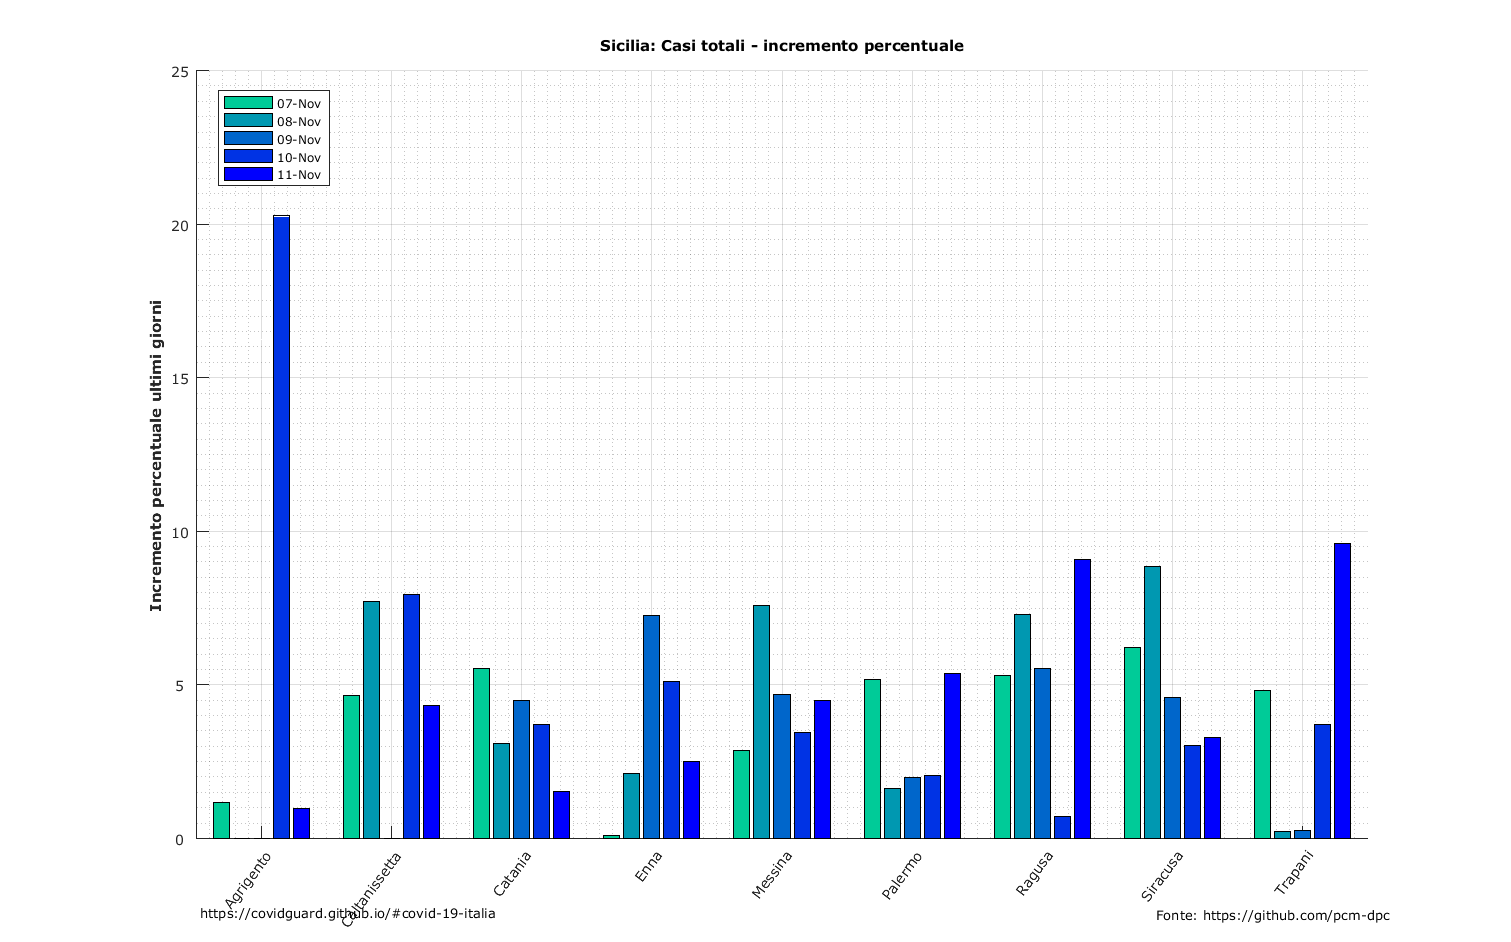 Sicilia: Casi totali - incremento percentuale
25
20
15
10
5
0
Incremento percentuale ultimi giorni
07-Nov
08-Nov
09-Nov
10-Nov
11-Nov
Agrigento
Caltanissetta
Catania
Enna
Messina
Palermo
Ragusa
Siracusa
Trapani
https://covidguard.github.io/#covid-19-italia
Fonte: https://github.com/pcm-dpc